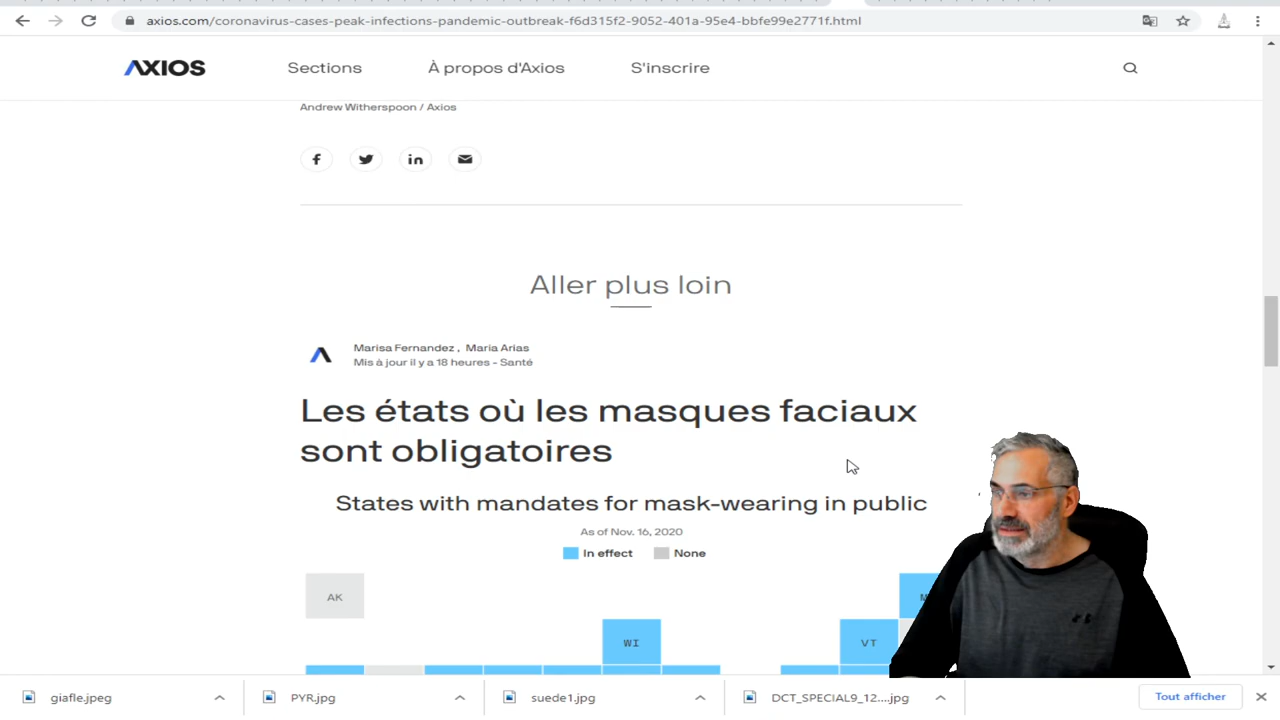 axios.com/coronavirus-cases-peak-infections-pandemic-outbreak-f6d315f2-9052-401a-95e4-bbfe99e2771f.html
AXIOS
Sections
À propos d'Axios
S'inscrire
Andrew Witherspoon / Axios
Aller plus loin
Marisa Fernandez , Maria Arias
Mis à jour il y a 18 heures - Santé
Les états où les masques faciaux
sont obligatoires
States with mandates for mask-wearing in public
As of Nov. 16, 2020
In effect
None
AK
WI
VT
giafle.jpeg
PYR.jpg
suede1.jpg
DCT_SPECIAL9_12....jpg
Tout afficher